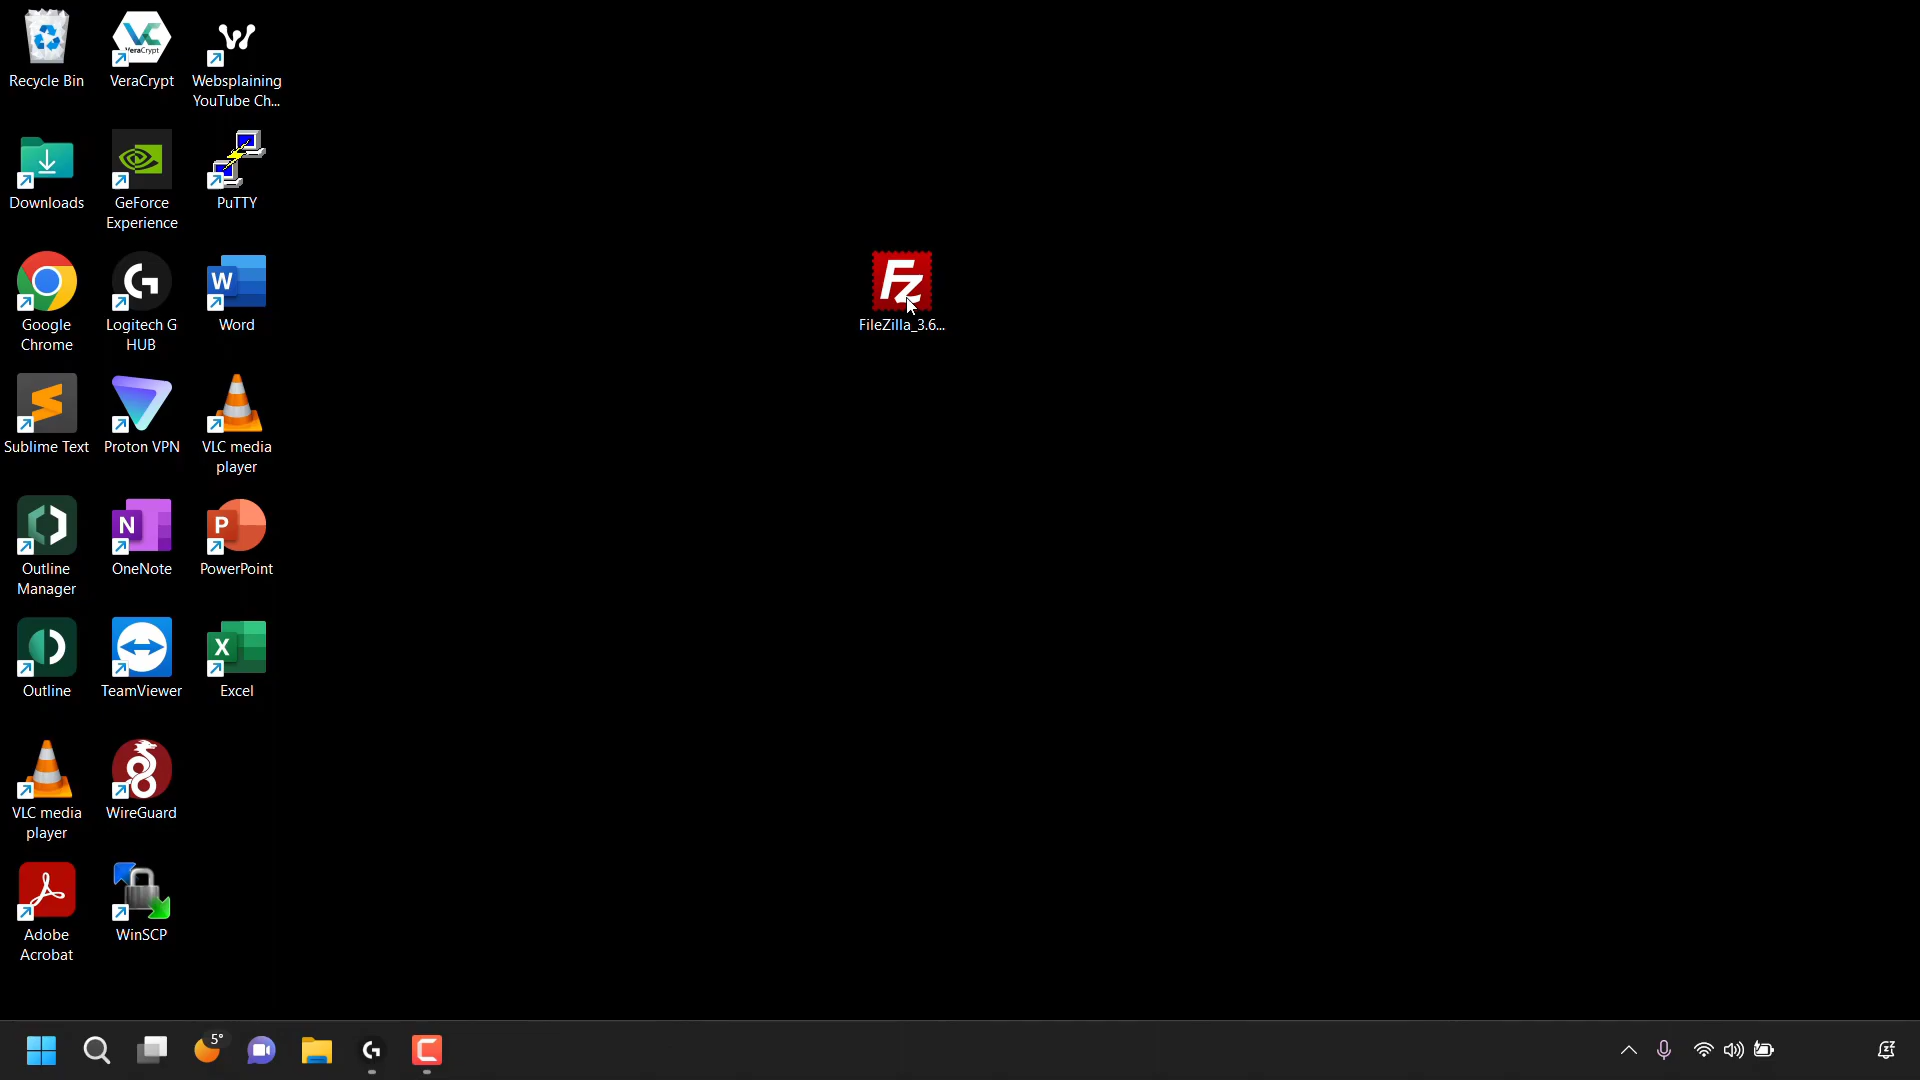 Recycle Bin
VeraCrypt
VeraCrypt
Websplaining
YouTube Ch...
Downloads
GeForce
Experience
PuTTY
Google
Chrome
Logitech G
HUB
W
Word
Fz
FileZilla_3.6...
Sublime Text
Proton VPN
VLC media
player
Outline
Manager
N
OneNote
P
PowerPoint
Outline
TeamViewer
X
Excel
VLC media
player
WireGuard
Adobe
Acrobat
WinSCP
5°